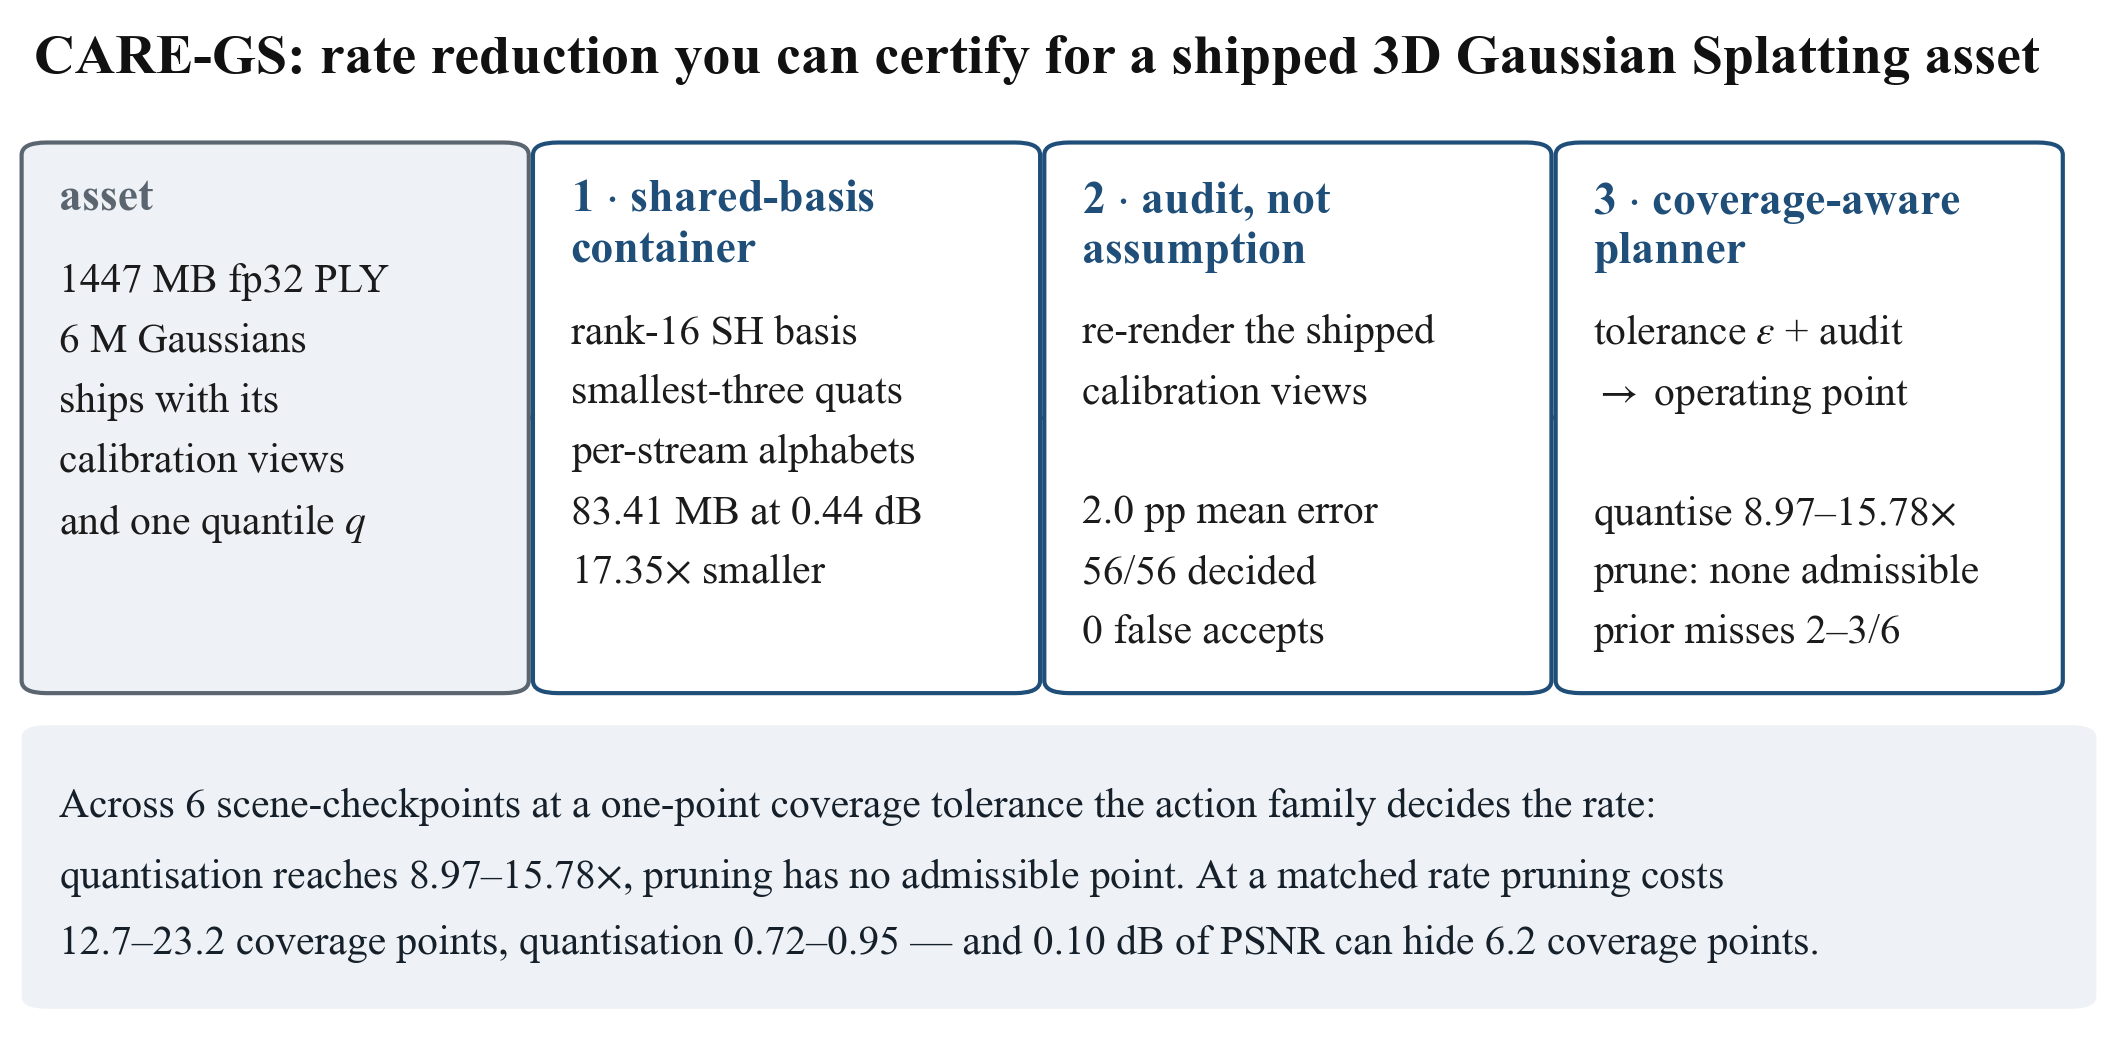 CARE-GS: rate reduction you can certify for a shipped 3D Gaussian Splatting asset
asset
1447 MB fp32 PLY
6 M Gaussians
ships with its
calibration views
and one quantile q
1 · shared-basis
container
rank-16 SH basis
smallest-three quats
per-stream alphabets
83.41 MB at 0.44 dB
17.35× smaller
2 · audit, not
assumption
re-render the shipped
calibration views
2.0 pp mean error
56/56 decided
0 false accepts
3 · coverage-aware
planner
tolerance ε + audit
→ operating point
quantise 8.97–15.78×
prune: none admissible
prior misses 2–3/6
Across 6 scene-checkpoints at a one-point coverage tolerance the action family decides the rate:
quantisation reaches 8.97–15.78×, pruning has no admissible point. At a matched rate pruning costs
12.7–23.2 coverage points, quantisation 0.72–0.95 — and 0.10 dB of PSNR can hide 6.2 coverage points.